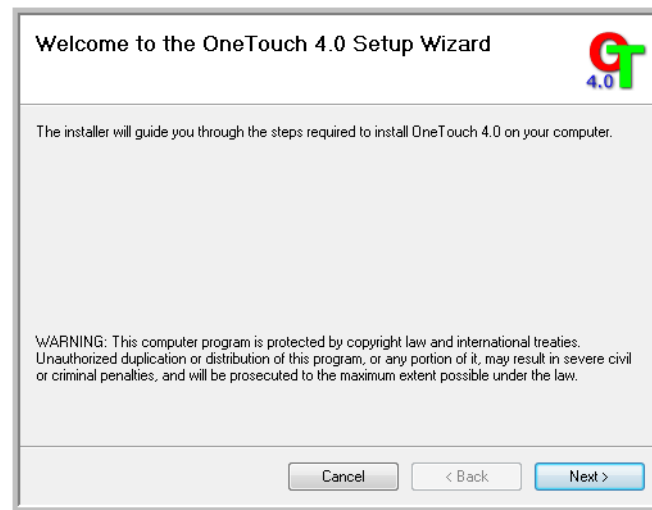 Welcome to the OneTouch 4.0 Setup Wizard
OT
4.0
The installer will guide you through the steps required to install OneTouch 4.0 on your computer.
WARNING: This computer program is protected by copyright law and international treaties.
Unauthorized duplication or distribution of this program, or any portion of it, may result in severe civil
or criminal penalties, and will be prosecuted to the maximum extent possible under the law.
Cancel
< Back
Next >